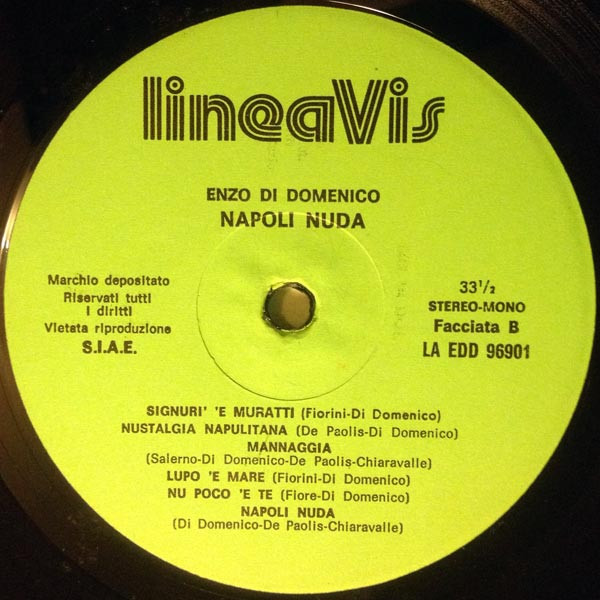 lineaVis
ENZO DI DOMENICO
NAPOLI NUDA
Marchio depositato
Riservati tutti
i diritti
Vietata riproduzione
S.I.A.E.
33 1/2
STEREO-MONO
Facciata B
LA EDD 96901
SIGNURI' 'E MURATTI (Fiorini-Di Domenico)
NUSTALGIA NAPULITANA (De Paolis-Di Domenico)
MANNAGGIA
(Salerno-Di Domenico-De Paolis-Chiaravalle)
LUPO 'E MARE (Fiorini-Di Domenico)
NU POCO 'E TE (Fiore-Di Domenico)
NAPOLI NUDA
(Di Domenico-De Paolis-Chiaravalle)